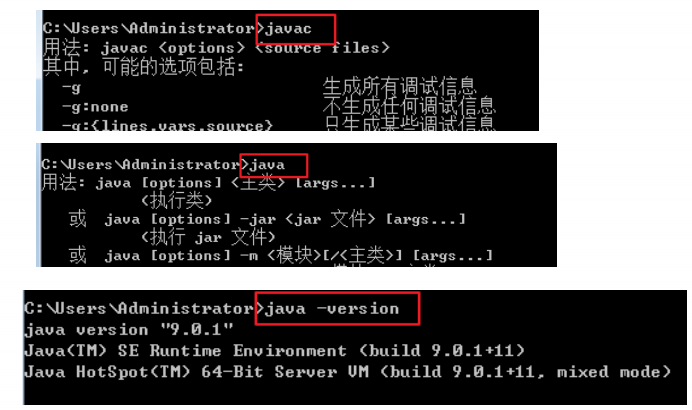 C:\Users\Administrator>javac
用法: javac <options> <source files>
其中, 可能的选项包括:
-g 生成所有调试信息
-g:none 不生成任何调试信息
-g:{lines,vars,source} 只生成某些调试信息
C:\Users\Administrator>java
用法: java [options] <主类> [args...]
(执行类)
或 java [options] -jar <jar 文件> [args...]
(执行 jar 文件)
或 java [options] -m <模块>[/<主类>] [args...]
C:\Users\Administrator>java -version
java version "9.0.1"
Java(TM) SE Runtime Environment (build 9.0.1+11)
Java HotSpot(TM) 64-Bit Server VM (build 9.0.1+11, mixed mode)